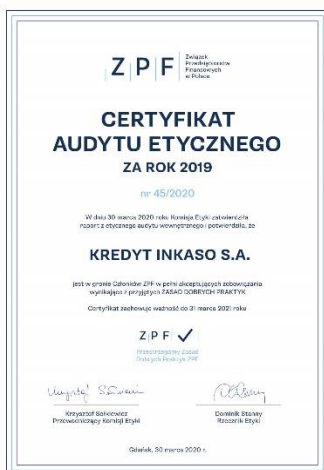 ZPF
Związek
Przedsiębiorstw
Finansowych
w Polsce
CERTYFIKAT
AUDYTU ETYCZNEGO
ZA ROK 2019
nr 45/2020
W dniu 30 marca 2020 roku Komisja Etyki zatwierdziła
raport z etycznego audytu wewnętrznego i potwierdziła, że
KREDYT INKASO S.A.
jest w gronie Członków ZPF w pełni akceptujących zobowiązania
wynikające z przyjętych ZASAD DOBRYCH PRAKTYK
Certyfikat zachowuje ważność do 31 marca 2021 roku
ZPF
Przestrzegamy Zasad
Dobrych Praktyk ZPF
Krzysztof Sołkiewicz
Przewodniczący Komisji Etyki
Dominik Stanny
Rzecznik Etyki
Gdańsk, 30 marca 2020 r.